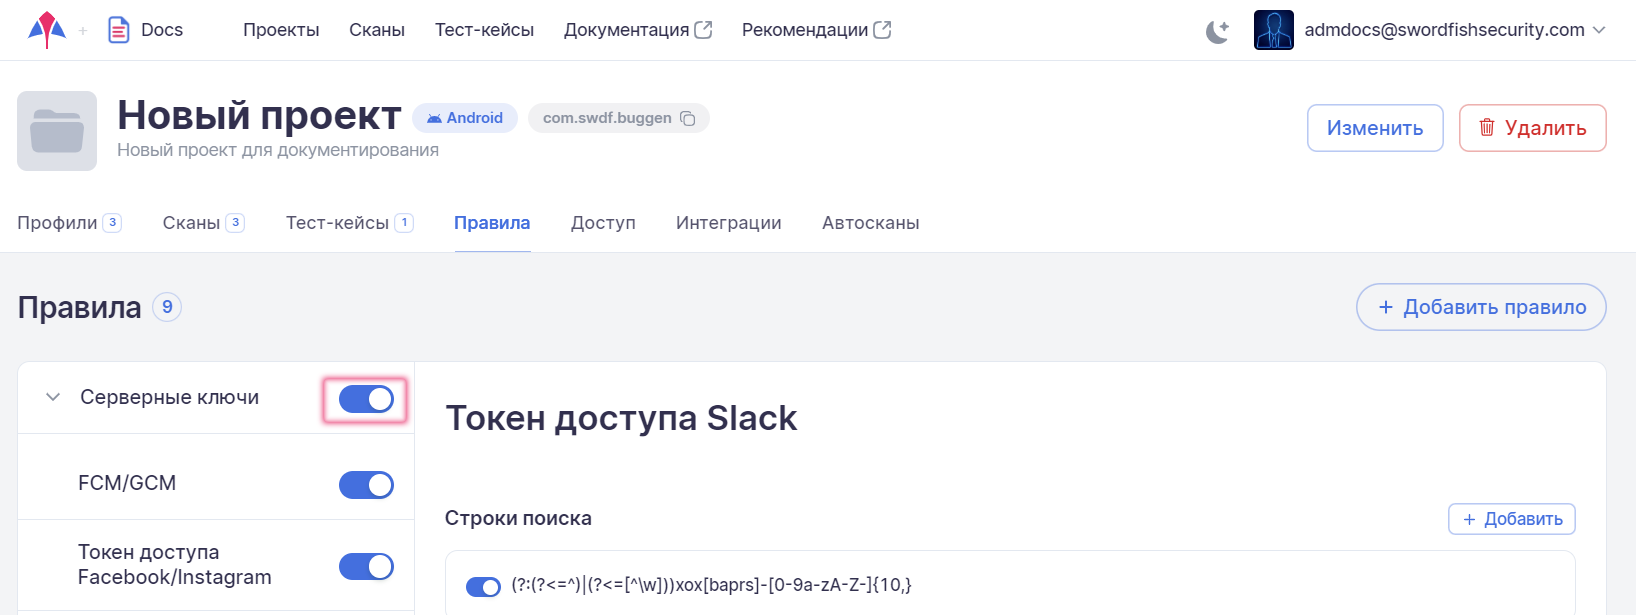 + Docs Проекты Сканы Тест-кейсы Документация Рекомендации admdocs@swordfishsecurity.com
Новый проект Android com.swdf.buggen
Новый проект для документирования
Изменить Удалить
Профили 3 Сканы 3 Тест-кейсы 1 Правила Доступ Интеграции Автосканы
Правила 9 + Добавить правило
Серверные ключи
FCM/GCM
Токен доступа
Facebook/Instagram
Токен доступа Slack
Строки поиска + Добавить
(?:(?<=^)|(?<=[^\w]))xox[baprs]-[0-9a-zA-Z-]{10,}